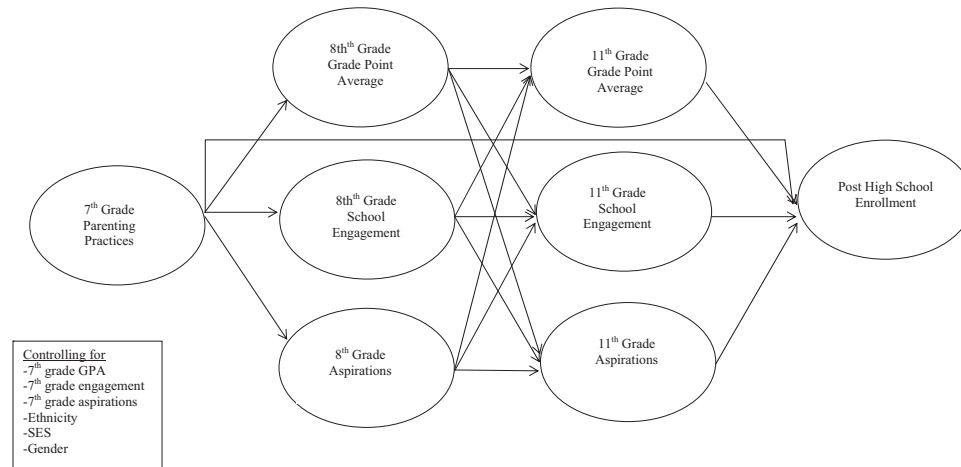 8thᵗʰ Grade
Grade Point
Average
11ᵗʰ Grade
Grade Point
Average
7ᵗʰ Grade
Parenting
Practices
8thᵗʰ Grade
School
Engagement
11ᵗʰ Grade
School
Engagement
Post High School
Enrollment
8ᵗʰ Grade
Aspirations
11ᵗʰ Grade
Aspirations
Controlling for
-7ᵗʰ grade GPA
-7ᵗʰ grade engagement
-7ᵗʰ grade aspirations
-Ethnicity
-SES
-Gender